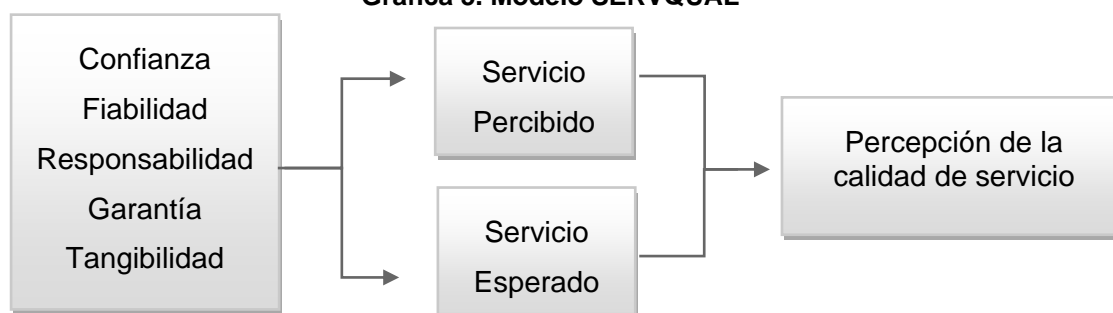 Gráfica Modelo SERVQUAL
Confianza
Fiabilidad
Responsabilidad
Garantía
Tangibilidad
Servicio
Percibido
Servicio
Esperado
Percepción de la
calidad de servicio